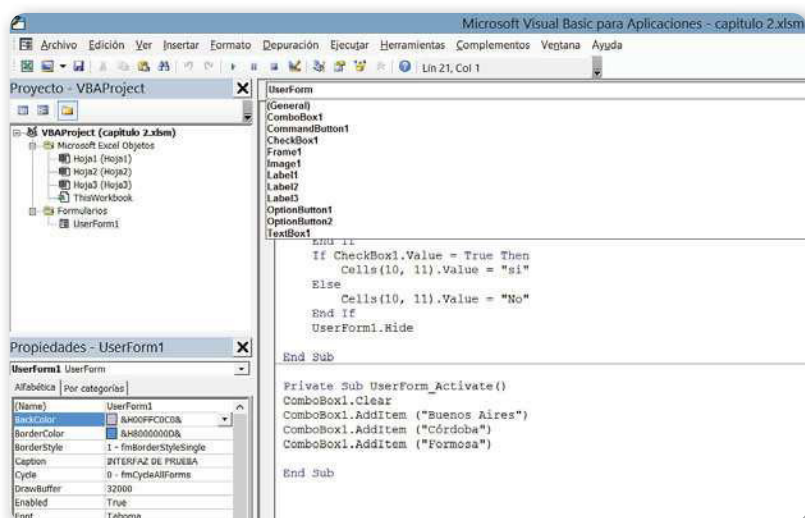 Microsoft Visual Basic para Aplicaciones - capitulo 2.xlsm
Archivo Edición Ver Insertar Formato Depuración Ejecutar Herramientas Complementos Ventana Ayuda
Lín 21, Col 1
Proyecto - VBAProject
VBAProject (capitulo 2.xlsm)
Microsoft Excel Objetos
Hoja1 (Hoja1)
Hoja2 (Hoja2)
Hoja3 (Hoja3)
ThisWorkbook
Formularios
UserForm1
Propiedades - UserForm1
UserForm1 UserForm
Alfabética Por categorías
(Name) UserForm1
BackColor &H00FFC0C0&
BorderColor &H8000000D&
BorderStyle 1 - fmBorderStyleSingle
Caption INTERFAZ DE PRUEBA
Cycle 0 - fmCycleAllForms
DrawBuffer 32000
Enabled True
Font Tahoma
UserForm
(General)
ComboBox1
CommandButton1
CheckBox1
Frame1
Image1
Label1
Label2
Label3
OptionButton1
OptionButton2
TextBox1
End If
If CheckBox1.Value = True Then
Cells(10, 11).Value = "si"
Else
Cells(10, 11).Value = "No"
End If
UserForm1.Hide
End Sub
Private Sub UserForm_Activate()
ComboBox1.Clear
ComboBox1.AddItem ("Buenos Aires")
ComboBox1.AddItem ("Córdoba")
ComboBox1.AddItem ("Formosa")
End Sub